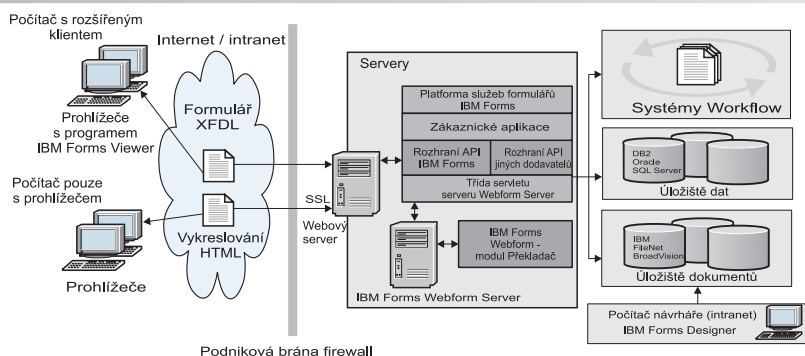 Počítač s rozšířeným
klientem
Prohlížeče
s programem
IBM Forms Viewer
Počítač pouze
s prohlížečem
Prohlížeče
Internet / intranet
Formulář
XFDL
Vykreslování
HTML
SSL
Webový
server
Podniková brána firewall
Servery
Platforma služeb formulářů
IBM Forms
Zákaznické aplikace
Rozhraní API
IBM Forms
Rozhraní API
jiných dodavatelů
Třída servletu
serveru Webform Server
IBM Forms
Webform -
modul Překladač
IBM Forms Webform Server
Systémy Workflow
DB2
Oracle
SQL Server
Úložiště dat
IBM
FileNet
BroadVision
Úložiště dokumentů
Počítač návrháře (intranet)
IBM Forms Designer